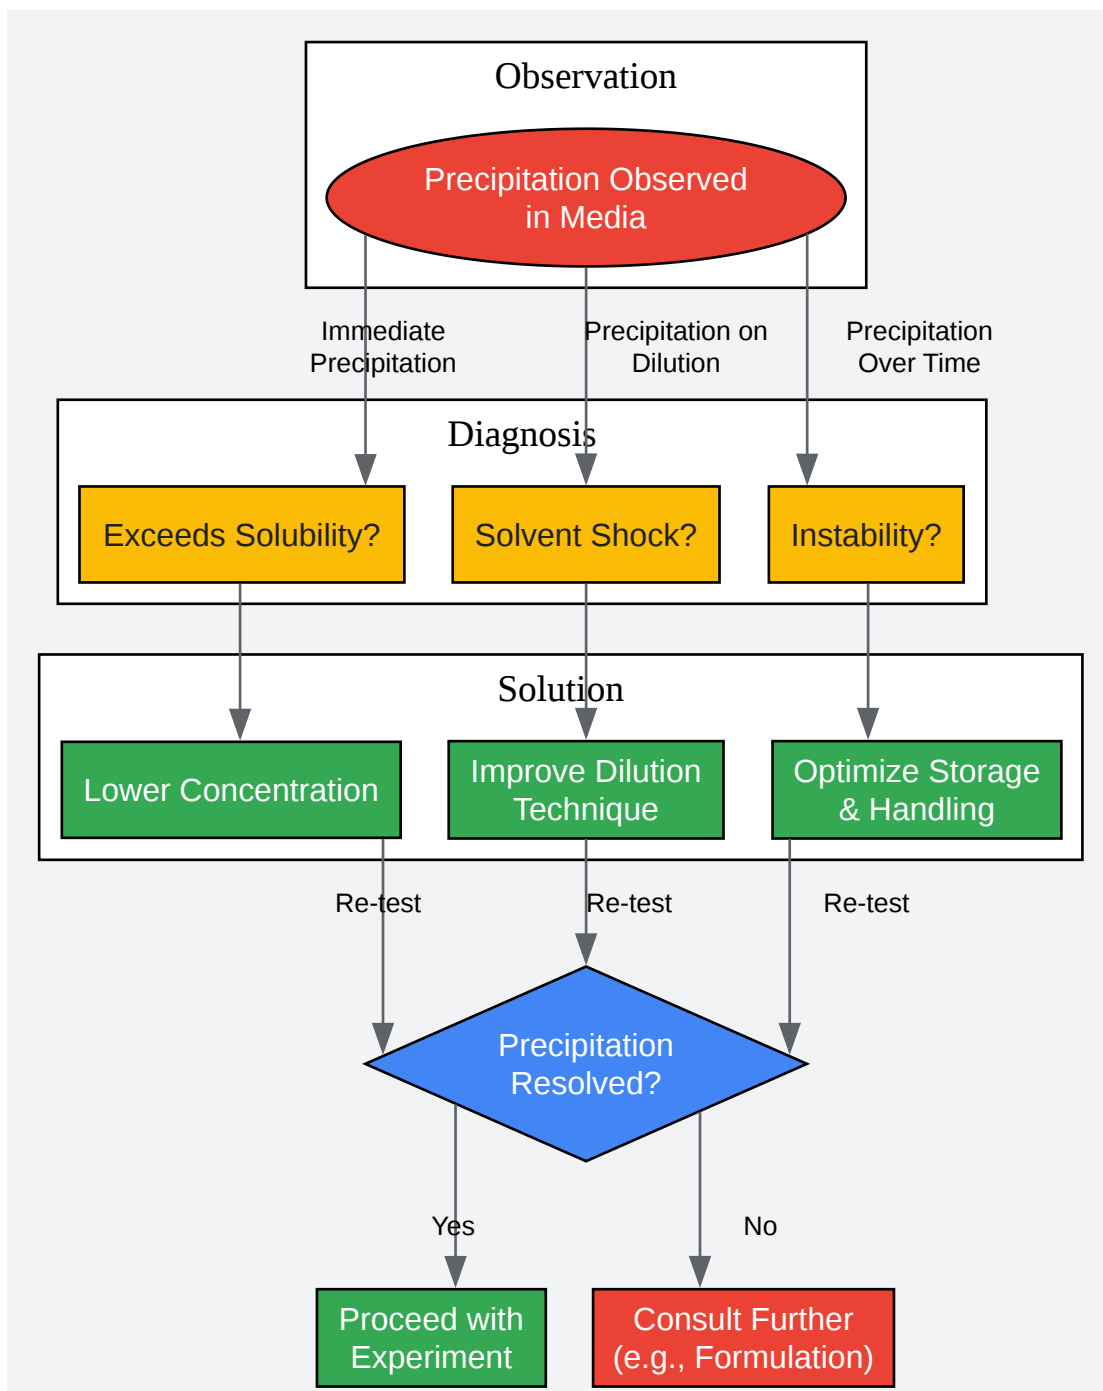 Observation
Precipitation Observed
in Media
Immediate
Precipitation
Precipitation on
Dilution
Precipitation
Over Time
Diagnosis
Exceeds Solubility?
Solvent Shock?
Instability?
Solution
Lower Concentration
Improve Dilution
Technique
Optimize Storage
& Handling
Re-test
Re-test
Re-test
Precipitation
Resolved?
Yes
No
Proceed with
Experiment
Consult Further
(e.g., Formulation)